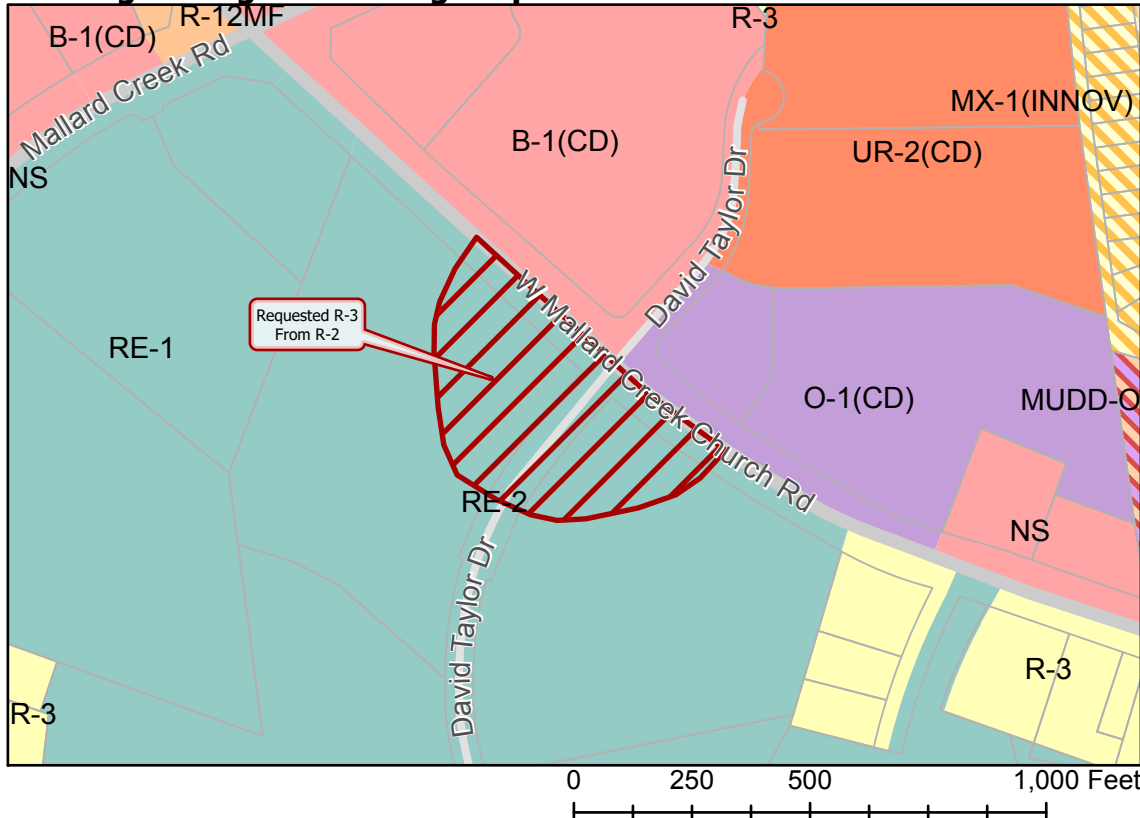 R-12MF
R-3
B-1(CD)
Mallard Creek Rd
MX-1(INNOV)
B-1(CD)
UR-2(CD)
NS
David Taylor Dr
W Mallard Creek Church Rd
Requested R-3
From R-2
RE-1
O-1(CD)
MUDD-O
RE-2
NS
David Taylor Dr
R-3
R-3
0 250 500 1,000 Feet